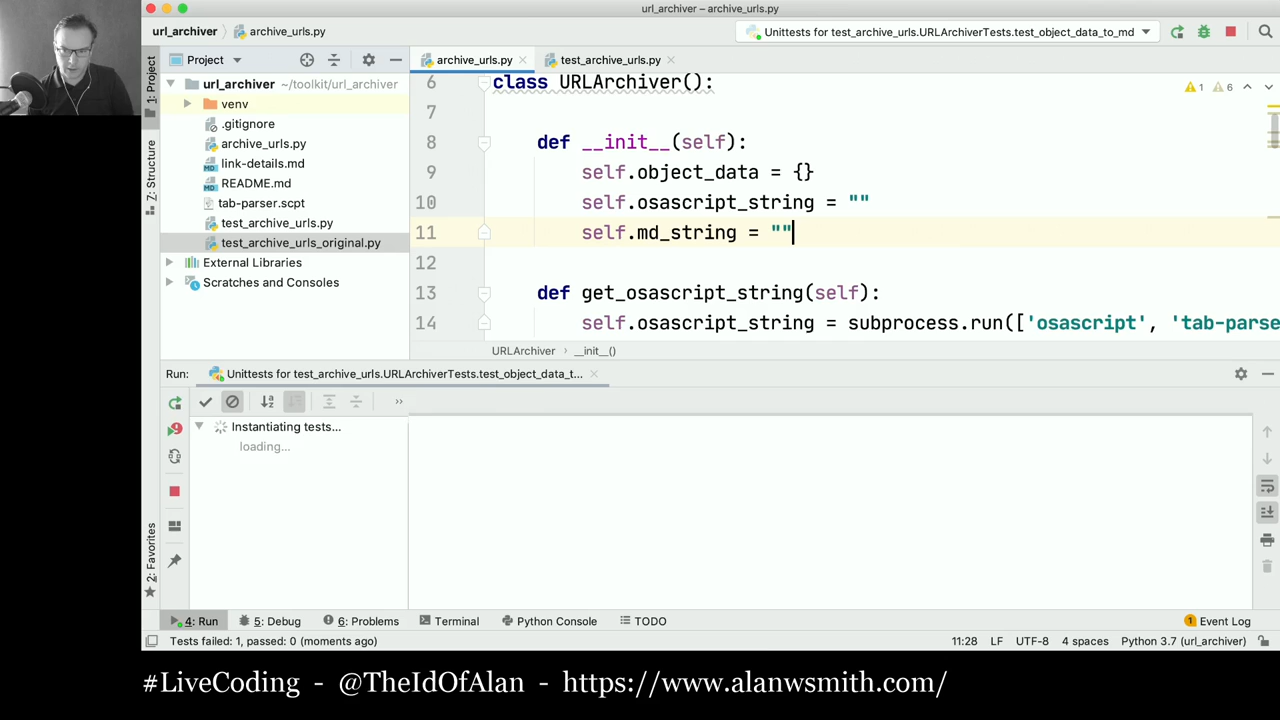 url_archiver – archive_urls.py
url_archiver
archive_urls.py
Unittests for test_archive_urls.URLArchiverTests.test_object_data_to_md
1: Project
Project
archive_urls.py
test_archive_urls.py
url_archiver ~/toolkit/url_archiver
venv
.gitignore
archive_urls.py
link-details.md
README.md
tab-parser.scpt
test_archive_urls.py
test_archive_urls_original.py
External Libraries
Scratches and Consoles
Z: Structure
1 6
6 class URLArchiver():
7
8 def __init__(self):
9 self.object_data = {}
10 self.osascript_string = ""
11 self.md_string = ""
12
13 def get_osascript_string(self):
14 self.osascript_string = subprocess.run(['osascript', 'tab-parse
URLArchiver › __init__()
Run: Unittests for test_archive_urls.URLArchiverTests.test_object_data_t...
Instantiating tests...
loading...
2: Favorites
4: Run 5: Debug 6: Problems Terminal Python Console TODO 1 Event Log
Tests failed: 1, passed: 0 (moments ago) 11:28 LF UTF-8 4 spaces Python 3.7 (url_archiver)
#LiveCoding - @TheIdOfAlan - https://www.alanwsmith.com/